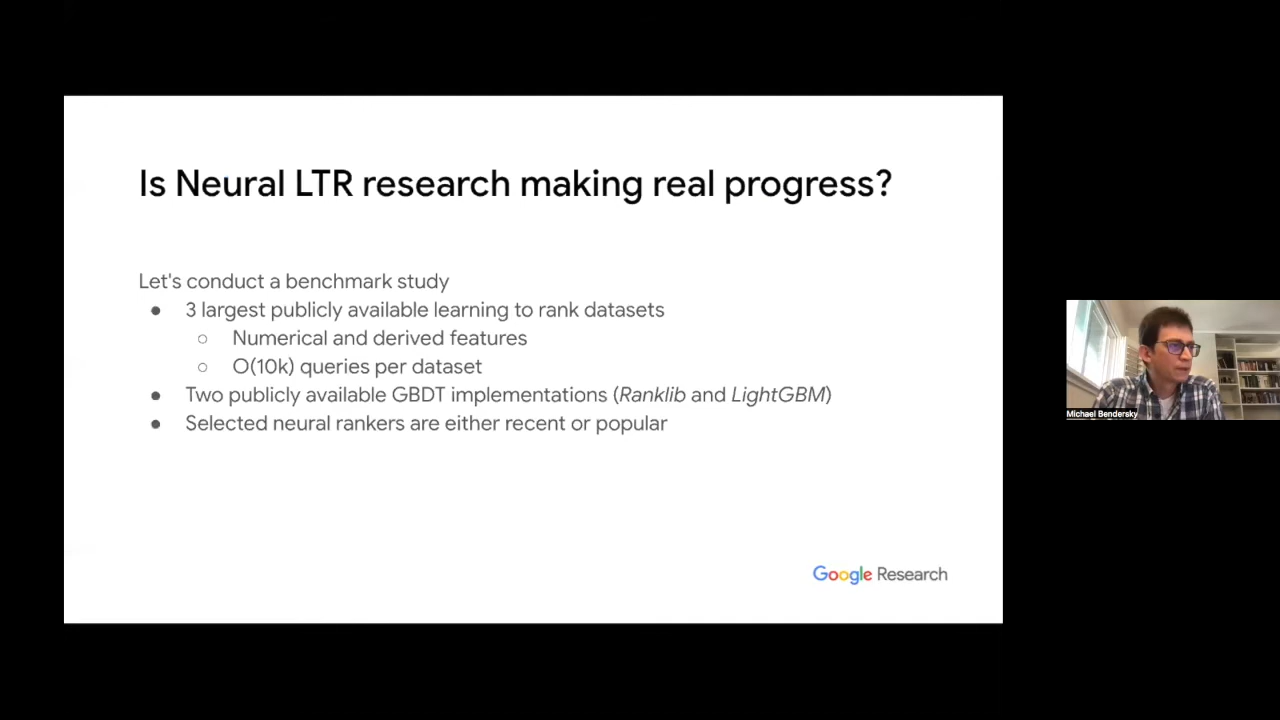 Is Neural LTR research making real progress?
Let's conduct a benchmark study
● 3 largest publicly available learning to rank datasets
○ Numerical and derived features
○ O(10k) queries per dataset
● Two publicly available GBDT implementations (Ranklib and LightGBM)
● Selected neural rankers are either recent or popular
Google Research
Michael Bendersky